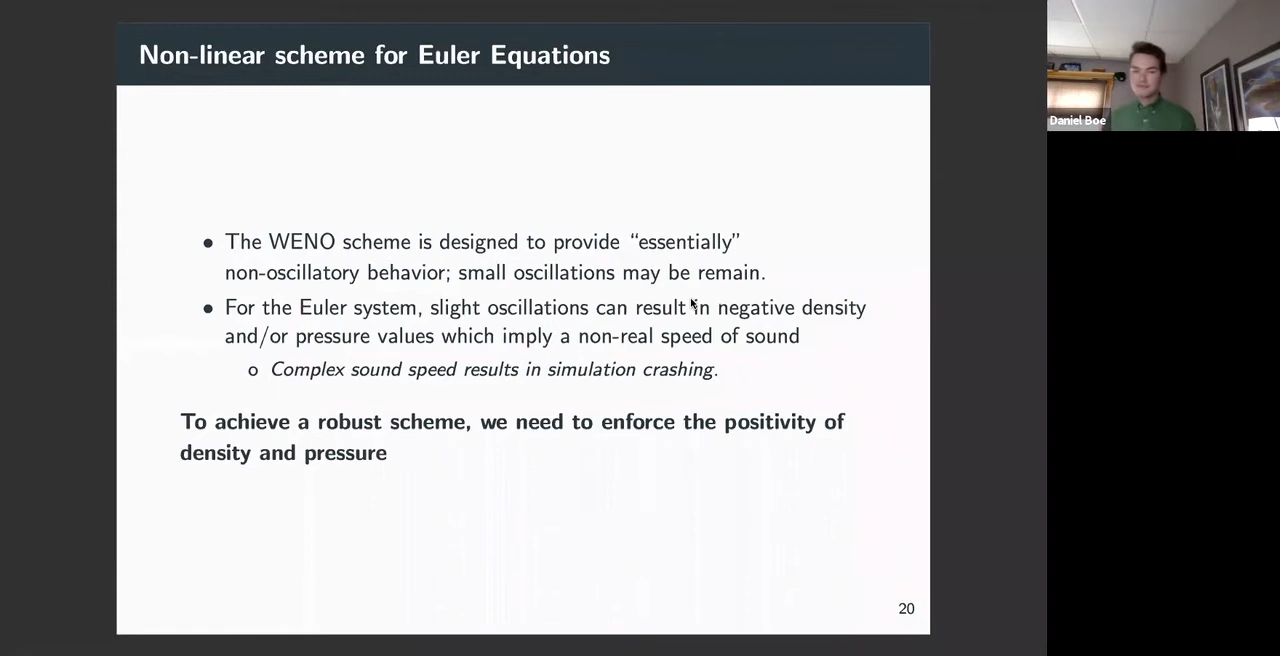 Non-linear scheme for Euler Equations
• The WENO scheme is designed to provide “essentially”
non-oscillatory behavior; small oscillations may be remain.
• For the Euler system, slight oscillations can result in negative density
and/or pressure values which imply a non-real speed of sound
o Complex sound speed results in simulation crashing.
To achieve a robust scheme, we need to enforce the positivity of
density and pressure
20
Daniel Boe